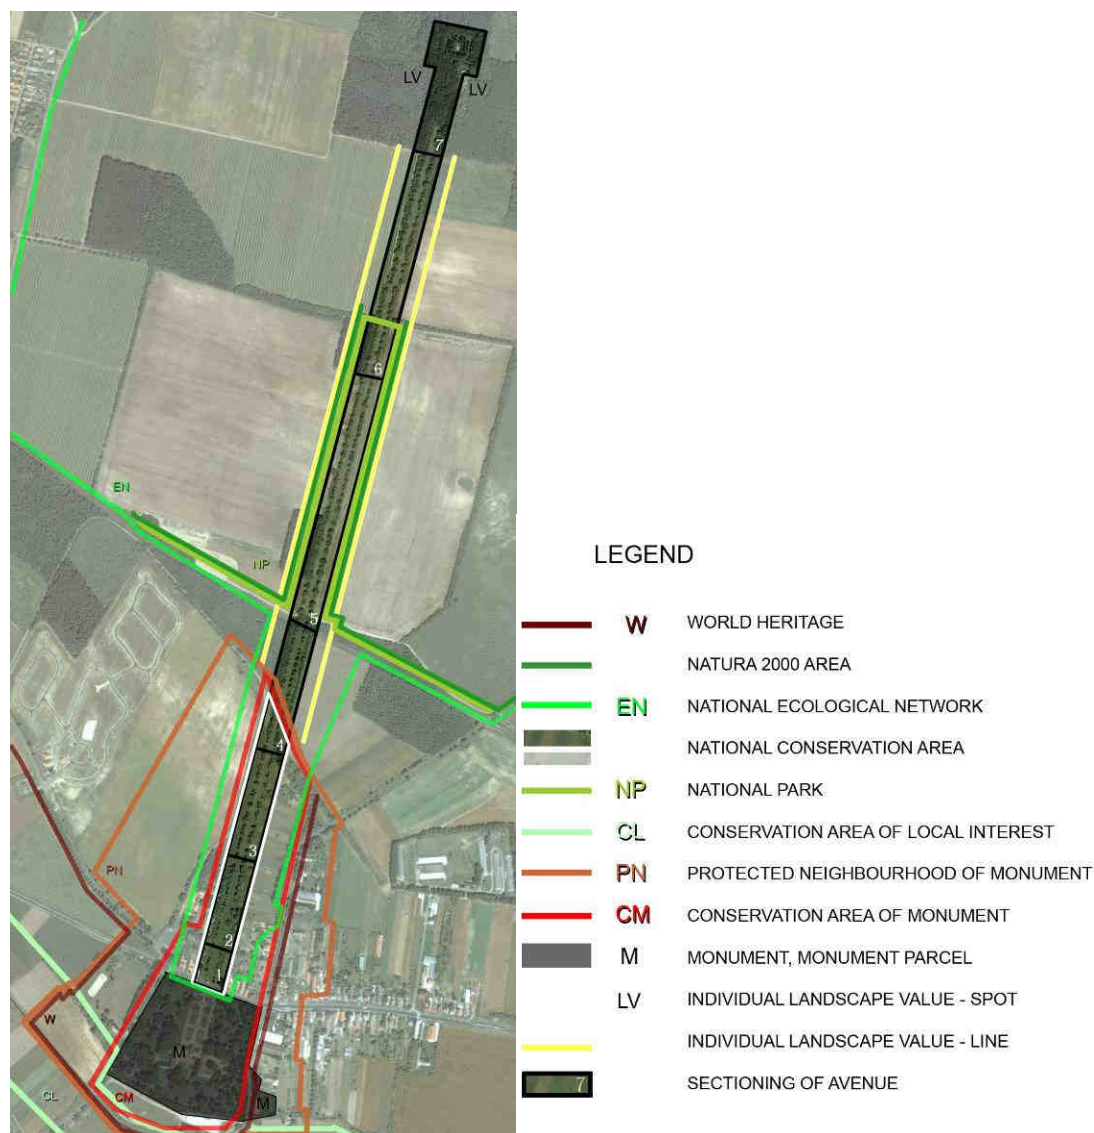 LV
LV
7
6
EN
NP
5
4
3
PN
2
1
W
M
CL
CM
M
LEGEND
W WORLD HERITAGE
NATURA 2000 AREA
EN NATIONAL ECOLOGICAL NETWORK
NATIONAL CONSERVATION AREA
NP NATIONAL PARK
CL CONSERVATION AREA OF LOCAL INTEREST
PN PROTECTED NEIGHBOURHOOD OF MONUMENT
CM CONSERVATION AREA OF MONUMENT
M MONUMENT, MONUMENT PARCEL
LV INDIVIDUAL LANDSCAPE VALUE - SPOT
INDIVIDUAL LANDSCAPE VALUE - LINE
7 SECTIONING OF AVENUE